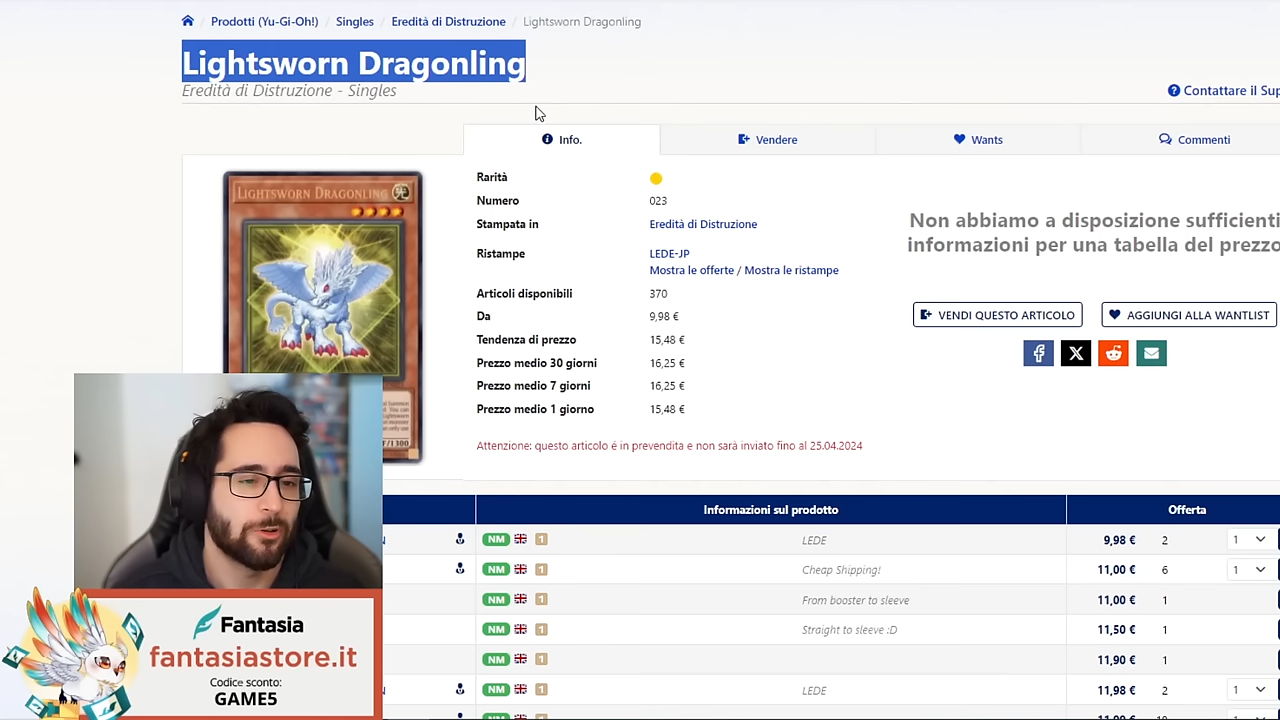 Prodotti (Yu-Gi-Oh!) / Singles / Eredità di Distruzione / Lightsworn Dragonling
Lightsworn Dragonling
Eredità di Distruzione - Singles
Contattare il Sup
Info.
Vendere
Wants
Commenti
LIGHTSWORN DRAGONLING
Rarità
Numero 023
Stampata in Eredità di Distruzione
Ristampe LEDE-JP
Mostra le offerte / Mostra le ristampe
Articoli disponibili 370
Da 9,98 €
Tendenza di prezzo 15,48 €
Prezzo medio 30 giorni 16,25 €
Prezzo medio 7 giorni 16,25 €
Prezzo medio 1 giorno 15,48 €
Attenzione: questo articolo é in prevendita e non sarà inviato fino al 25.04.2024
Non abbiamo a disposizione sufficienti
informazioni per una tabella del prezzo
VENDI QUESTO ARTICOLO
AGGIUNGI ALLA WANTLIST
Informazioni sul prodotto Offerta
NM 1 LEDE 9,98 € 2 1
NM 1 Cheap Shipping! 11,00 € 6 1
NM 1 From booster to sleeve 11,00 € 1
NM 1 Straight to sleeve :D 11,50 € 1
NM 1 11,90 € 1
NM 1 LEDE 11,98 € 2 1
Fantasia
fantasiastore.it
Codice sconto:
GAME5